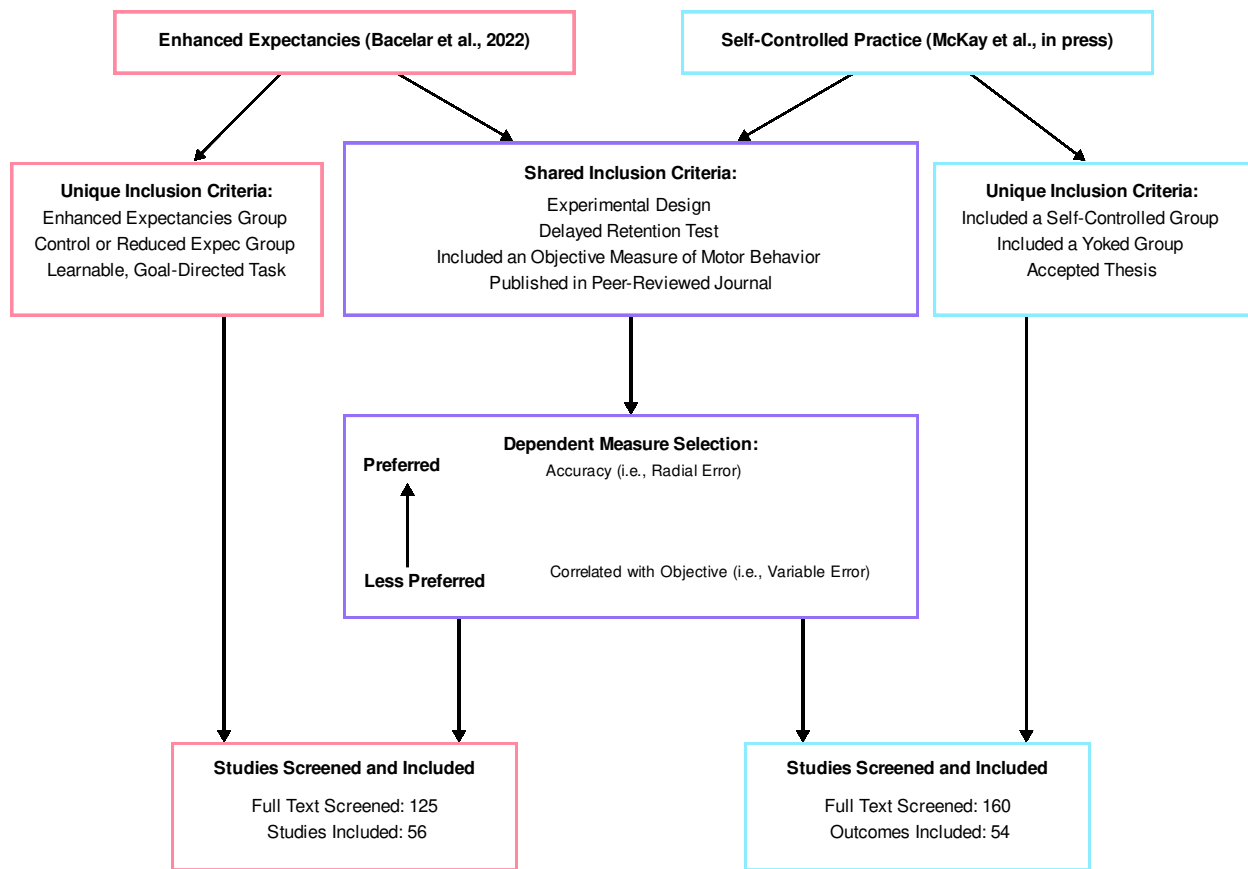 Enhanced Expectancies (Bacelar et al., 2022)
Self-Controlled Practice (McKay et al., in press)
Unique Inclusion Criteria:
Enhanced Expectancies Group
Control or Reduced Expec Group
Learnable, Goal-Directed Task
Shared Inclusion Criteria:
Experimental Design
Delayed Retention Test
Included an Objective Measure of Motor Behavior
Published in Peer-Reviewed Journal
Unique Inclusion Criteria:
Included a Self-Controlled Group
Included a Yoked Group
Accepted Thesis
Dependent Measure Selection:
Preferred
Accuracy (i.e., Radial Error)
Less Preferred
Correlated with Objective (i.e., Variable Error)
Studies Screened and Included
Full Text Screened: 125
Studies Included: 56
Studies Screened and Included
Full Text Screened: 160
Outcomes Included: 54